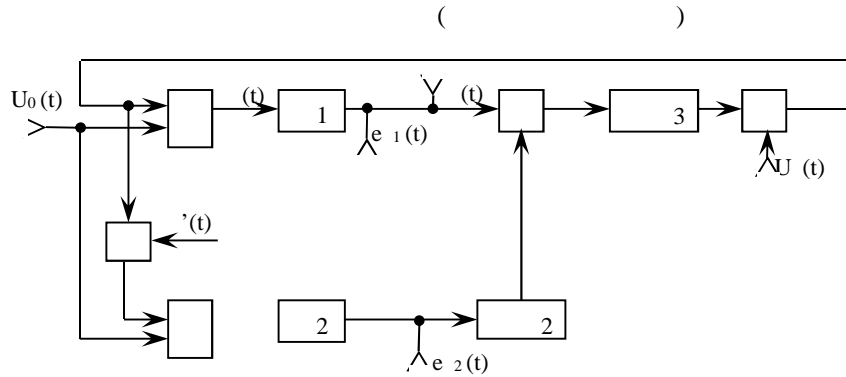 ( )
U₀(t)
(t)
1
(t)
3
e ₁(t)
U (t)
’(t)
2
2
e ₂(t)